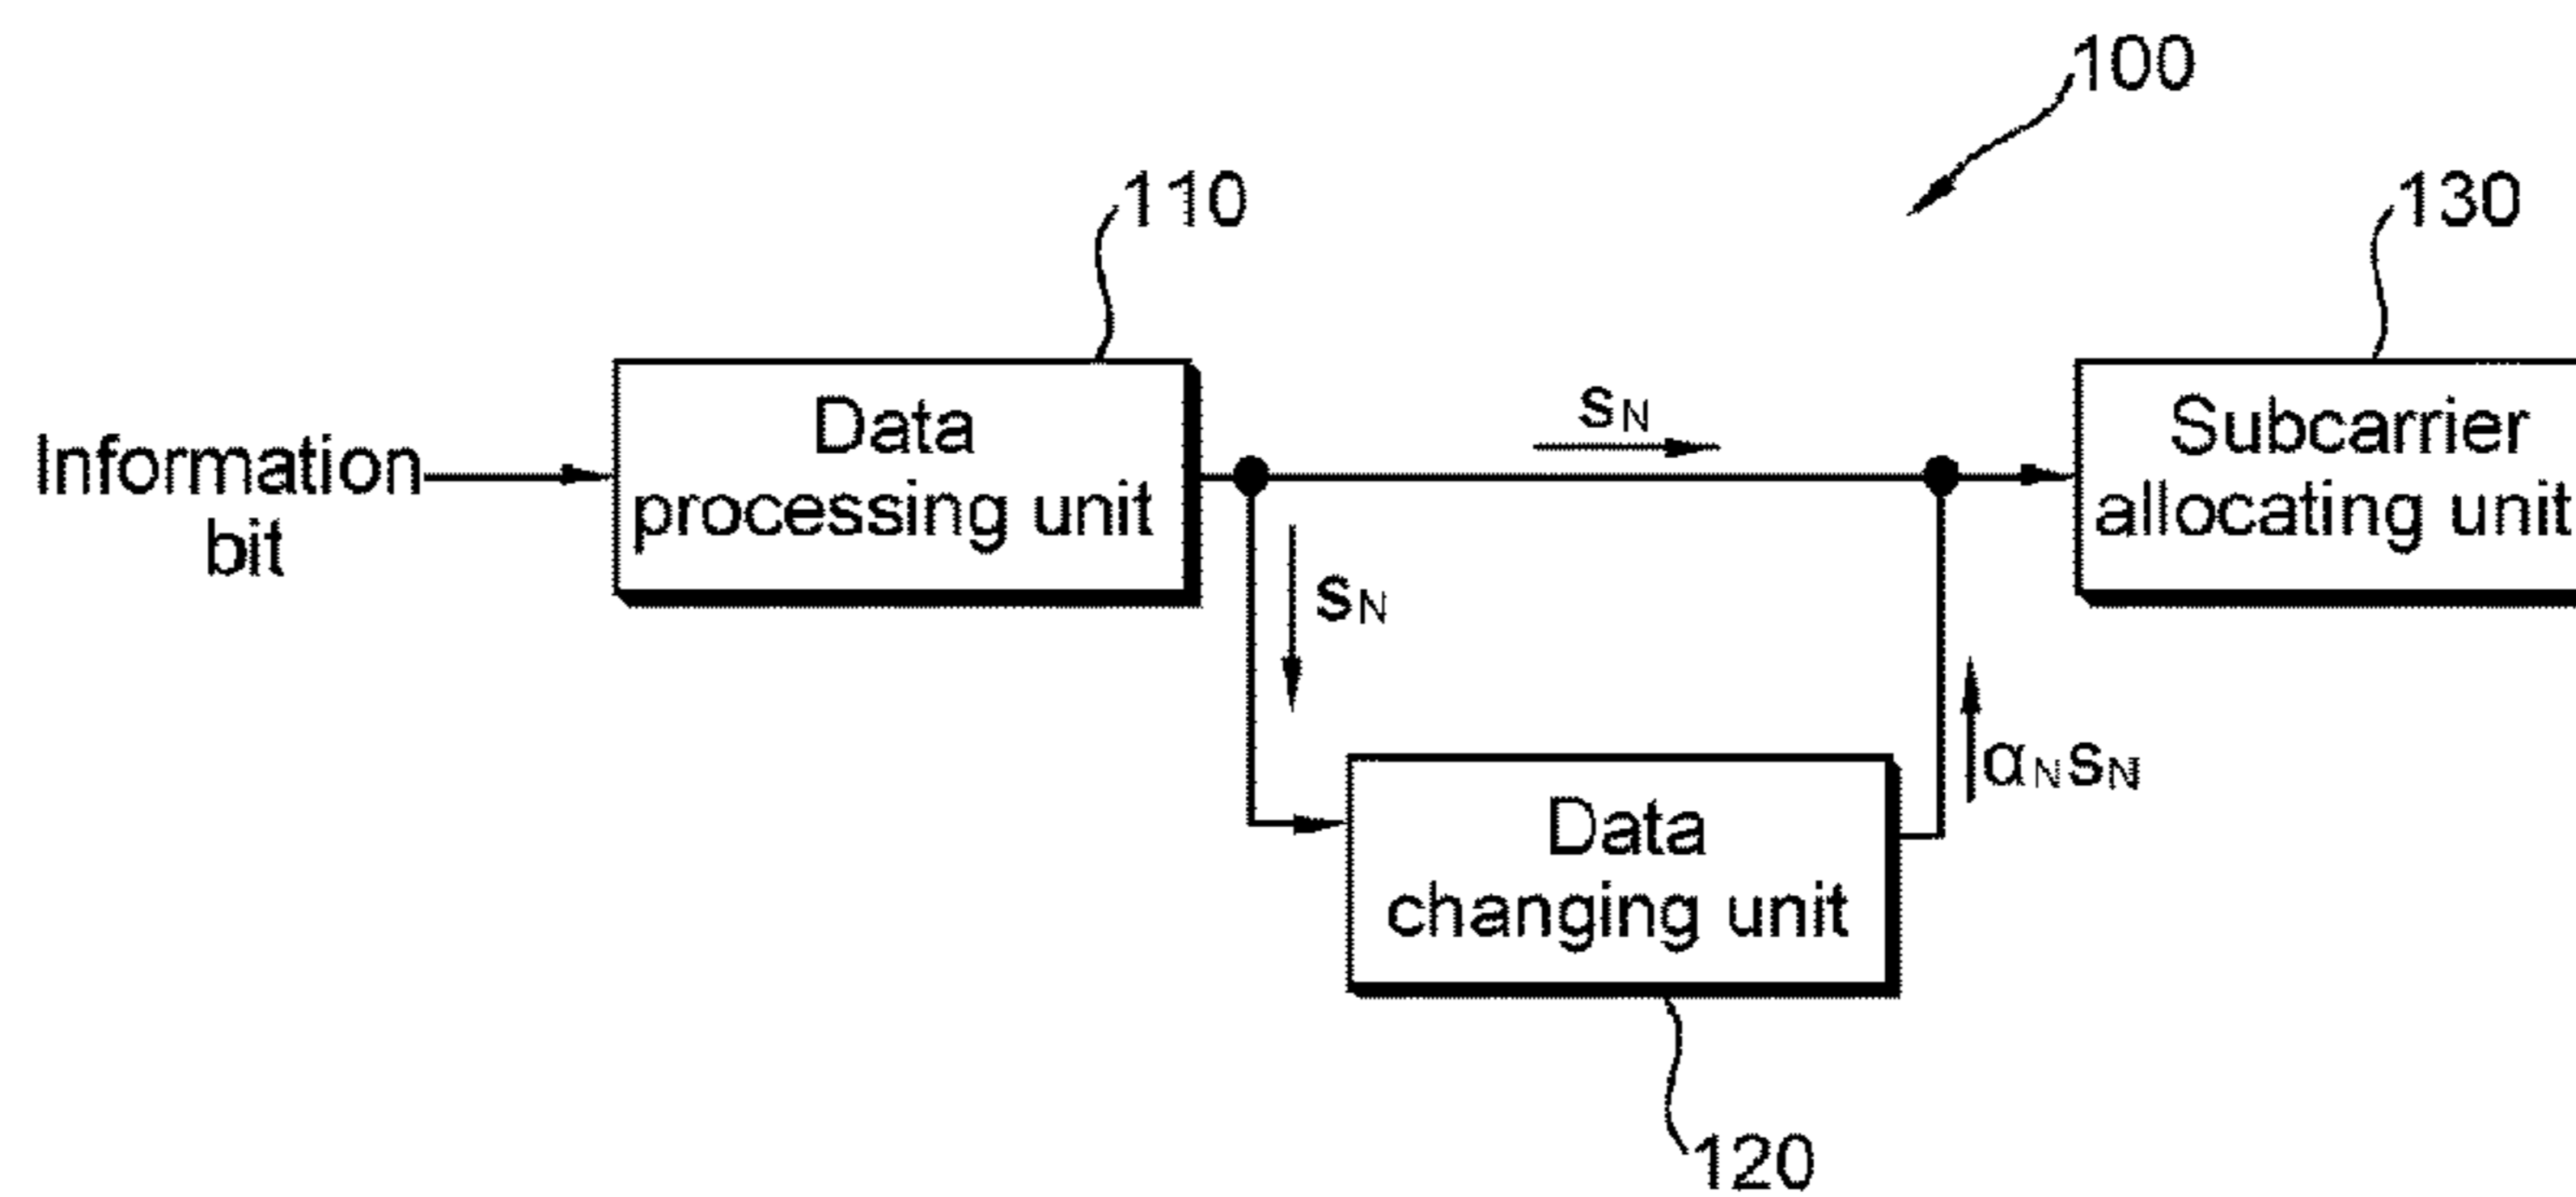 100
110
130
Information
bit
Data
processing unit
sN
Subcarrier
allocating unit
sN
αNsN
Data
changing unit
120